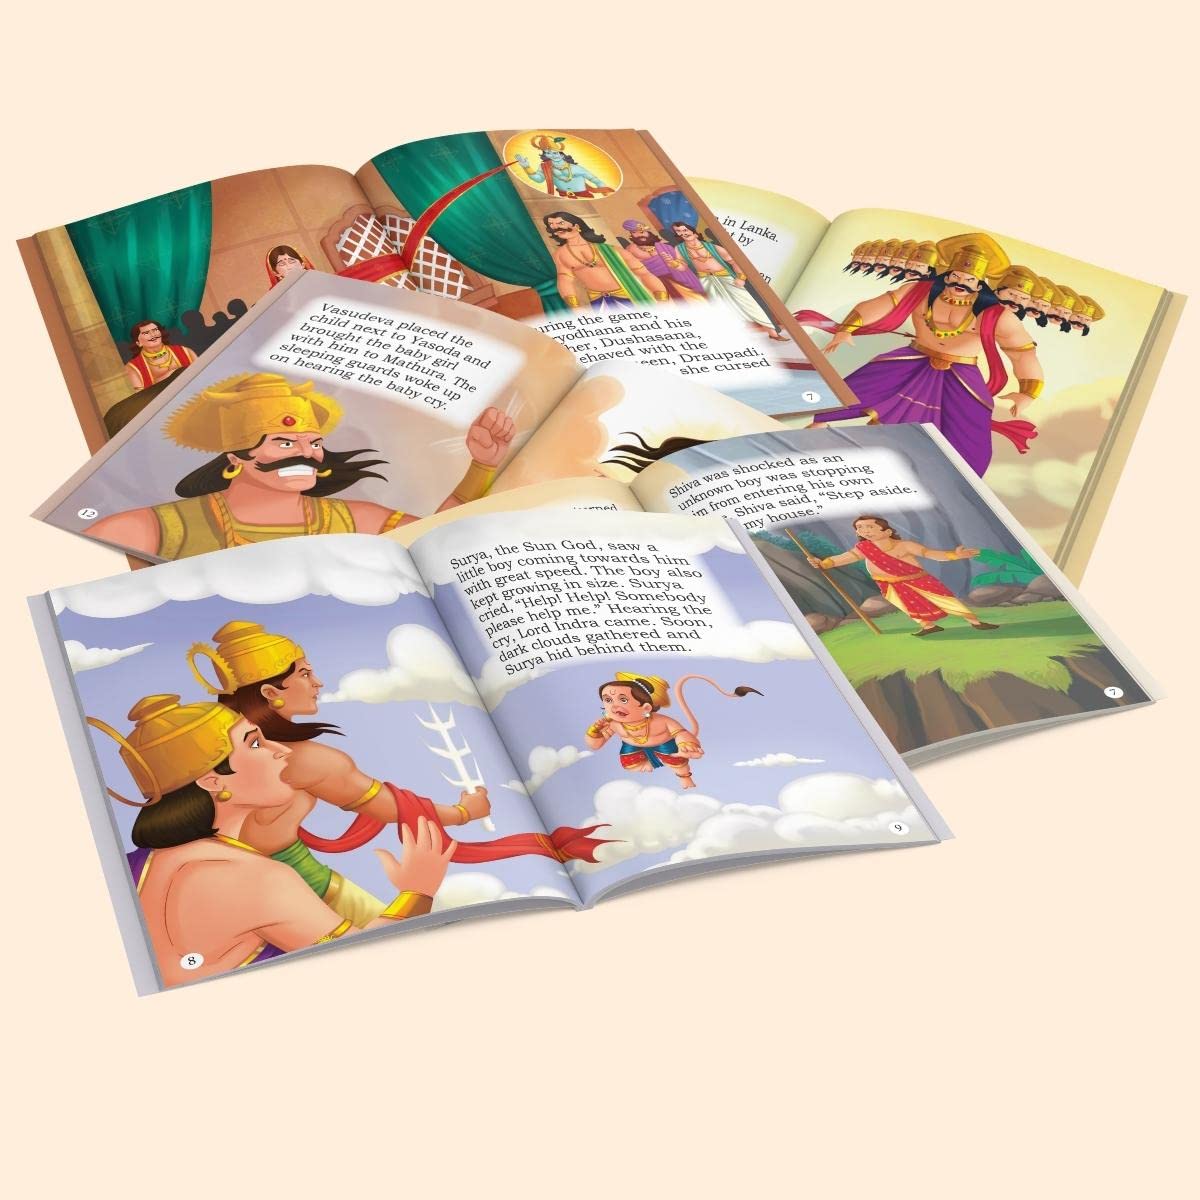 in Lanka.
by
uring the game,
ryodhana and his
her, Dushasana,
ehaved with the
een, Draupadi.
she cursed
7
Vasudeva placed the
child next to Yasoda and
brought the baby girl
with him to Mathura. The
sleeping guards woke up
on hearing the baby cry.
12
Shiva was shocked as an
unknown boy was stopping
im from entering his own
Shiva said, “Step aside.
my house.”
7
Surya, the Sun God, saw a
little boy coming towards him
with great speed. The boy also
kept growing in size. Surya
cried, “Help! Help! Somebody
please help me.” Hearing the
cry, Lord Indra came. Soon,
dark clouds gathered and
Surya hid behind them.
8
9